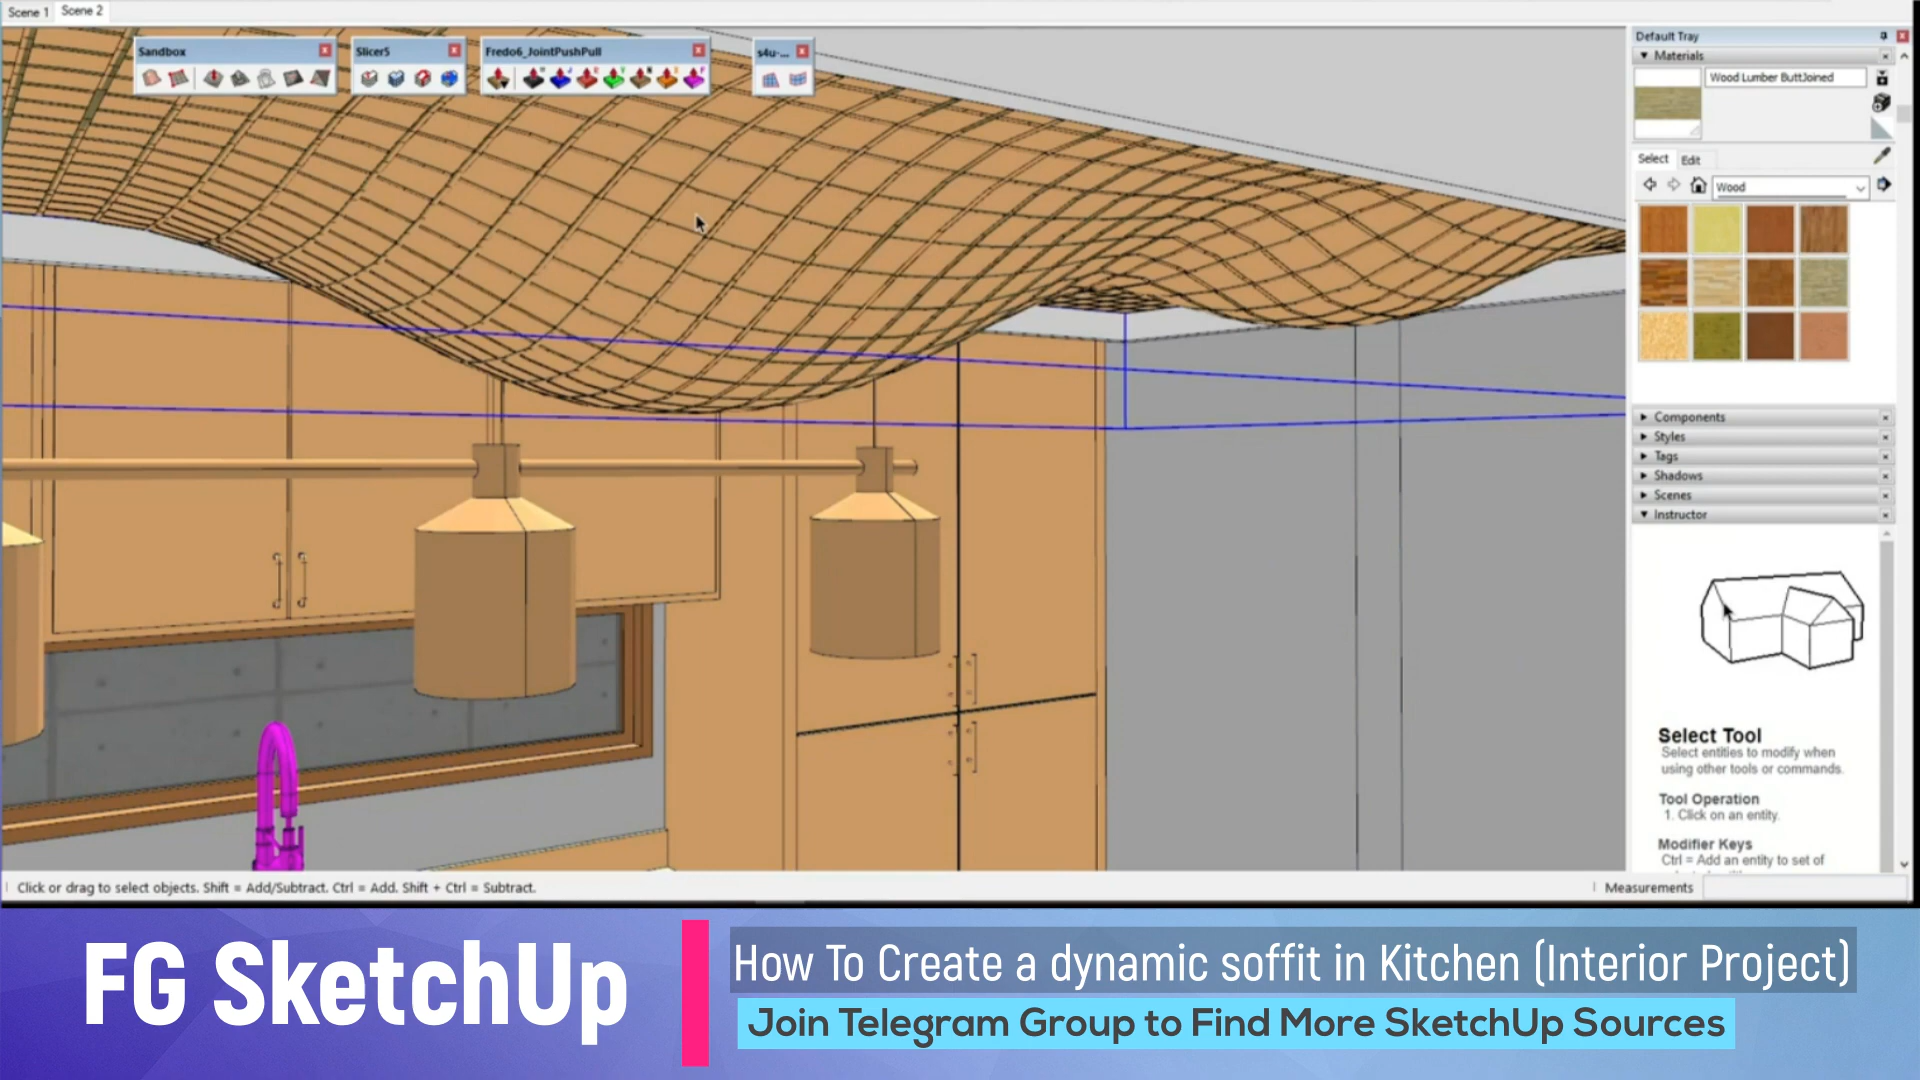 Scene 1 Scene 2
Sandbox Slicer5 Fredo6_JointPushPull s4u-...
Default Tray
Materials
Wood Lumber ButtJoined
Select Edit
Wood
Components
Styles
Tags
Shadows
Scenes
Instructor
Select Tool
Select entities to modify when
using other tools or commands.
Tool Operation
1. Click on an entity.
Modifier Keys
Ctrl = Add an entity to set of
Click or drag to select objects. Shift = Add/Subtract. Ctrl = Add. Shift + Ctrl = Subtract.
Measurements
FG SketchUp
How To Create a dynamic soffit in Kitchen (Interior Project)
Join Telegram Group to Find More SketchUp Sources